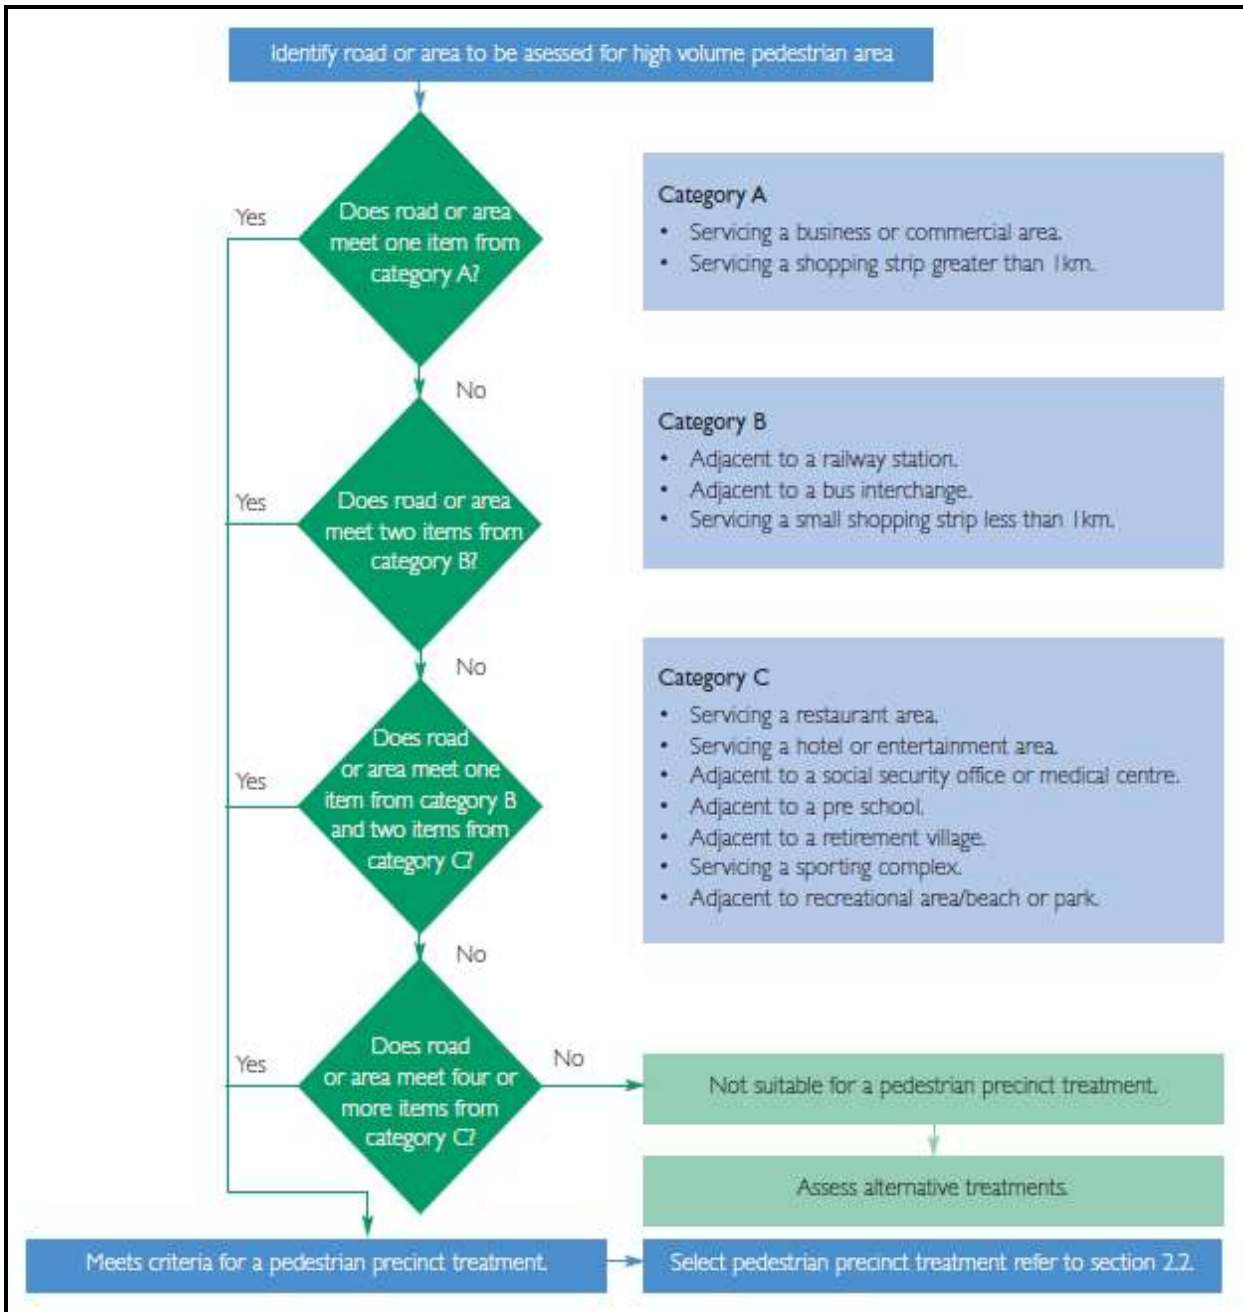 Identify road or area to be asessed for high volume pedestrian area
Yes
Does road or area
meet one item from
category A?
No
Category A
• Servicing a business or commercial area.
• Servicing a shopping strip greater than 1km.
Yes
Does road or area
meet two items from
category B?
No
Category B
• Adjacent to a railway station.
• Adjacent to a bus interchange.
• Servicing a small shopping strip less than 1km.
Yes
Does road
or area meet one
item from category B
and two items from
category C?
No
Category C
• Servicing a restaurant area.
• Servicing a hotel or entertainment area.
• Adjacent to a social security office or medical centre.
• Adjacent to a pre school.
• Adjacent to a retirement village.
• Servicing a sporting complex.
• Adjacent to recreational area/beach or park.
Yes
Does road
or area meet four or
more items from
category C?
No
Not suitable for a pedestrian precinct treatment.
Assess alternative treatments.
Meets criteria for a pedestrian precinct treatment.
Select pedestrian precinct treatment refer to section 2.2.